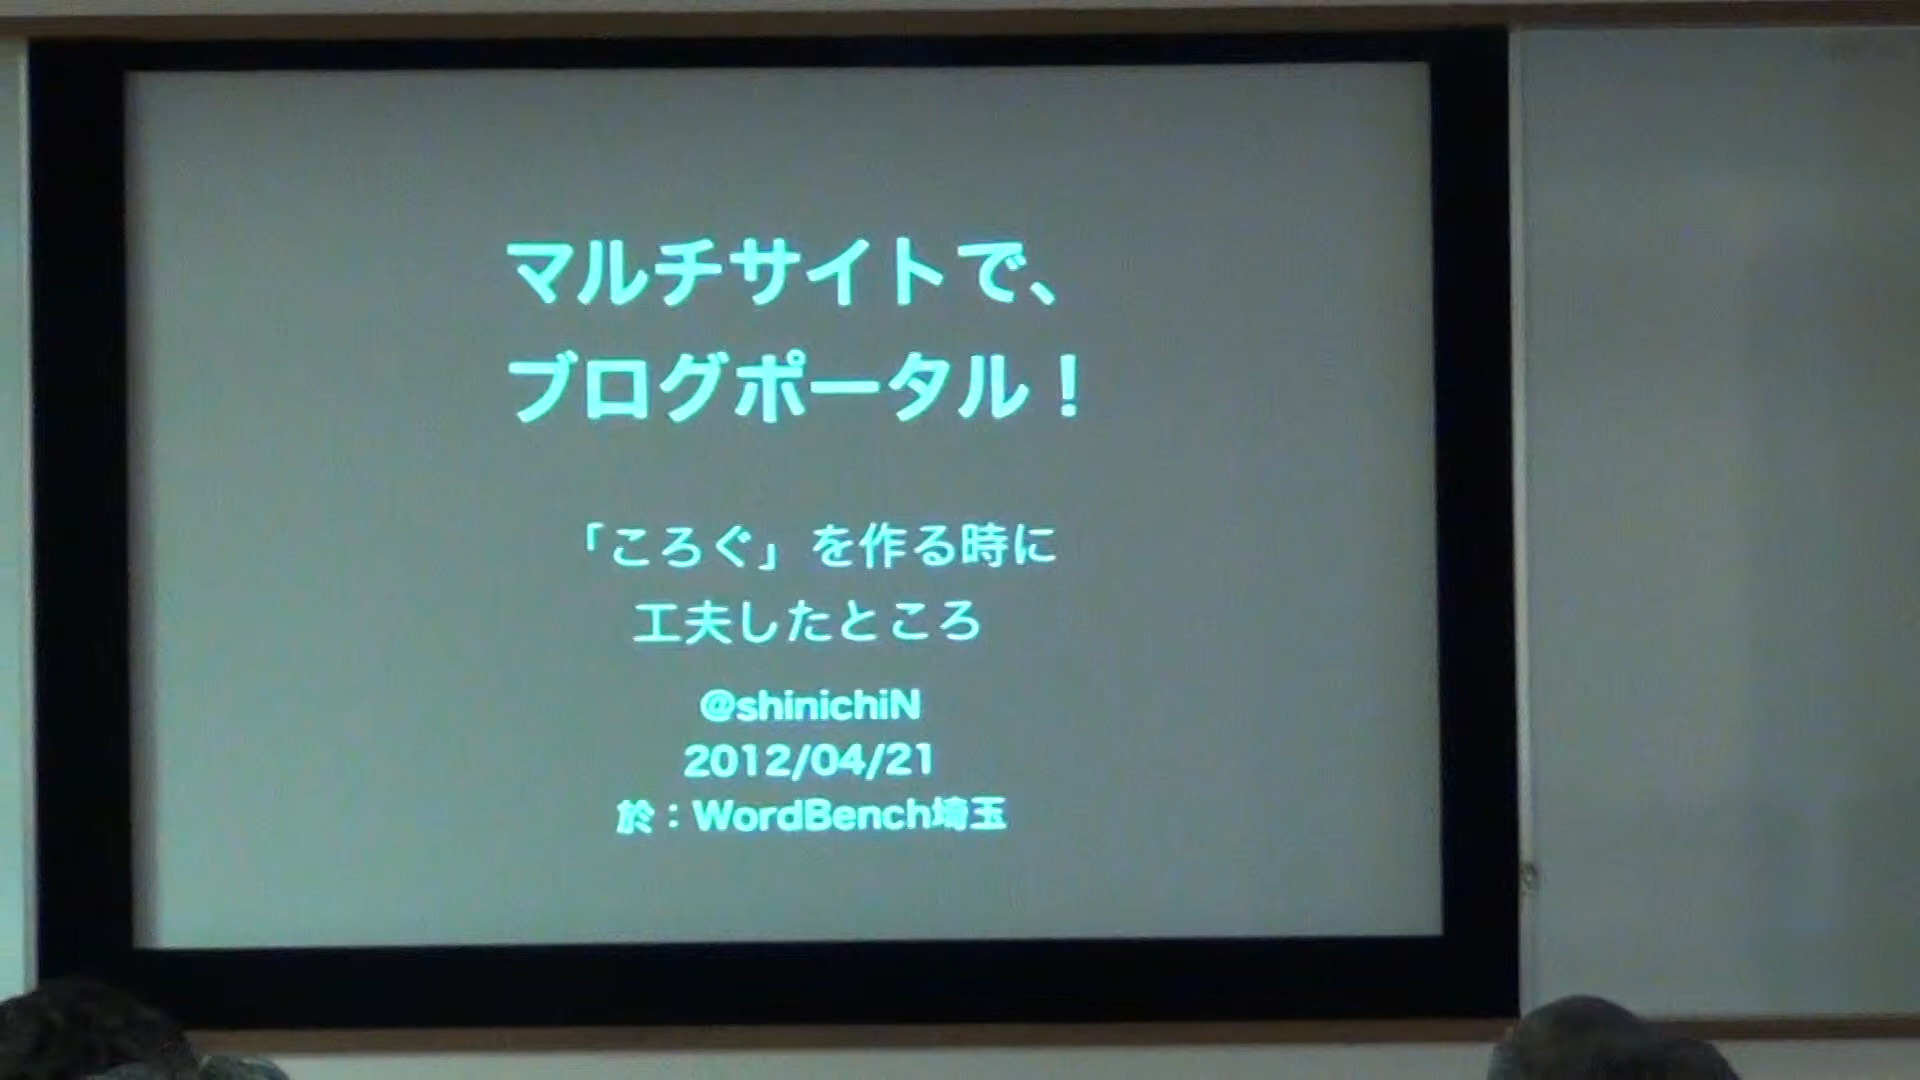 マルチサイトで、
ブログポータル！
「ころぐ」を作る時に
工夫したところ
@shinichiN
2012/04/21
於：WordBench埼玉